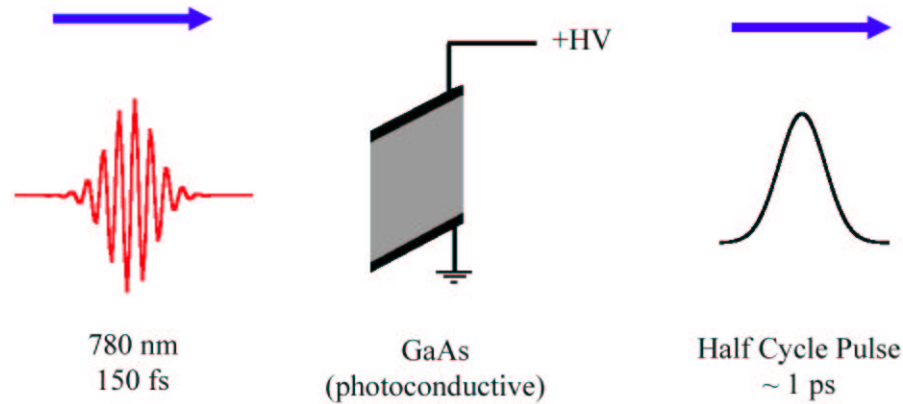 +HV
780 nm
150 fs
GaAs
(photoconductive)
Half Cycle Pulse
~ 1 ps